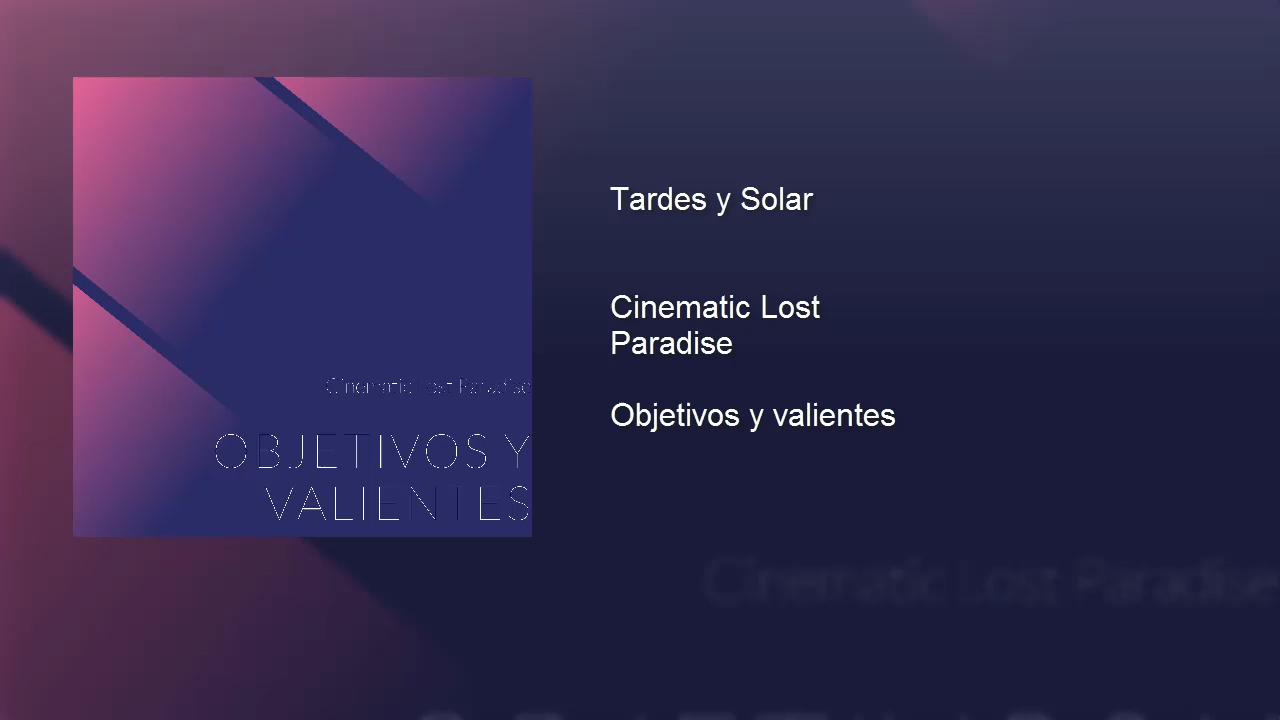 Tardes y Solar
Cinematic Lost
Paradise
Objetivos y valientes
Cinematic Lost Paradise
OBJETIVOS Y
VALIENTES
Cinematic Lost Paradise